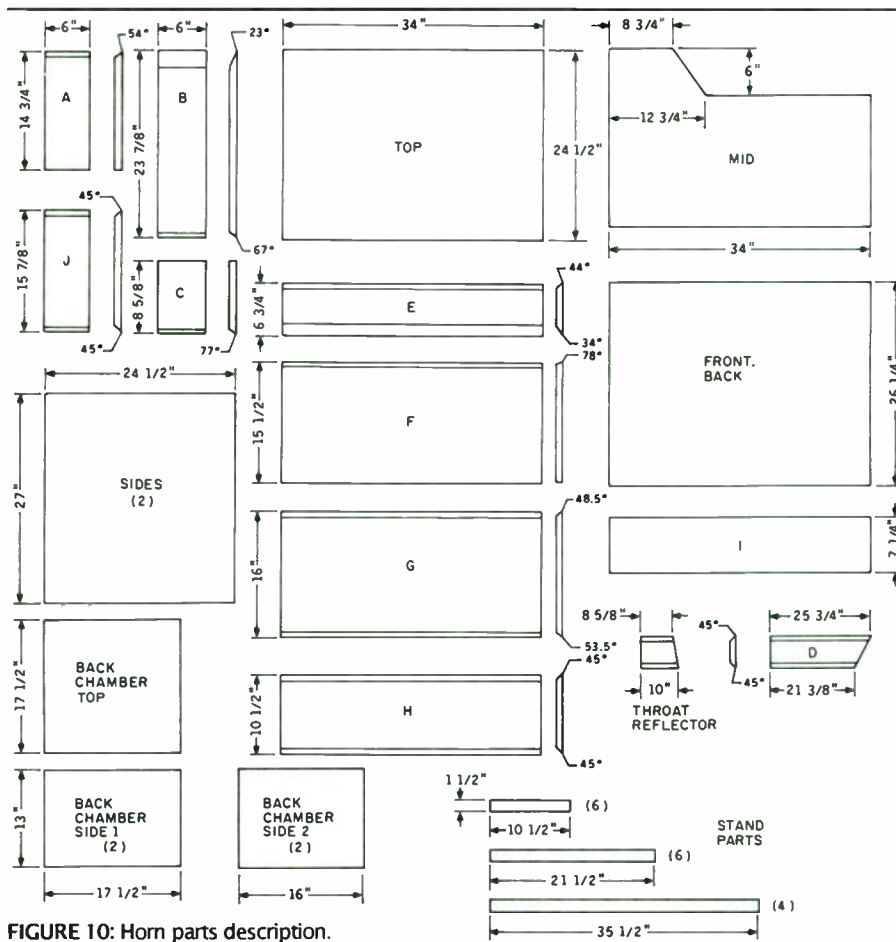 6"
54°
14 3/4"
A
6"
23°
23 7/8"
B
67°
34"
TOP
24 1/2"
8 3/4"
6"
12 3/4"
MID
34"
45°
15 7/8"
J
45°
8 5/8"
C
77°
44°
6 3/4"
E
34°
78°
15 1/2"
F
FRONT.
BACK
26 1/4"
24 1/2"
27"
SIDES
(2)
48.5°
16"
G
53.5°
7 1/4"
I
17 1/2"
BACK
CHAMBER
TOP
45°
10 1/2"
H
45°
8 5/8"
10"
THROAT
REFLECTOR
45°
45°
25 3/4"
D
21 3/8"
13"
BACK
CHAMBER
SIDE 1
(2)
17 1/2"
BACK
CHAMBER
SIDE 2
(2)
16"
1 1/2"
(6)
10 1/2"
STAND
PARTS
(6)
21 1/2"
(4)
35 1/2"
FIGURE 10: Horn parts description.